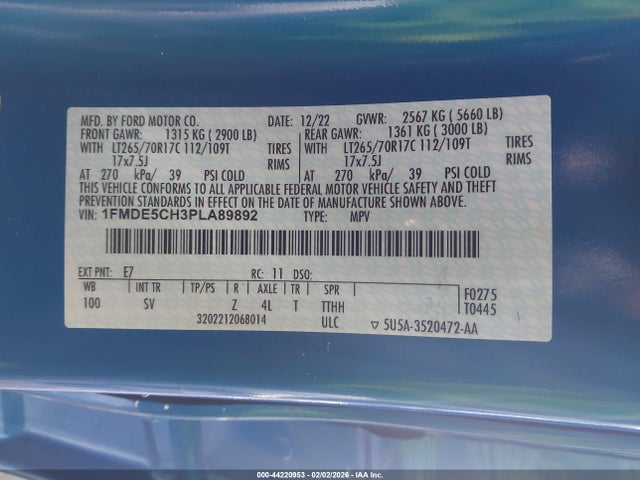 MFD. BY FORD MOTOR CO. DATE: 12/22 GVWR: 2567 KG ( 5660 LB)
FRONT GAWR: 1315 KG ( 2900 LB) REAR GAWR: 1361 KG ( 3000 LB)
WITH LT265/70R17C 112/109T TIRES WITH LT265/70R17C 112/109T TIRES
17x7.5J RIMS 17x7.5J RIMS
AT 270 kPa/ 39 PSI COLD AT 270 kPa/ 39 PSI COLD
THIS VEHICLE CONFORMS TO ALL APPLICABLE FEDERAL MOTOR VEHICLE SAFETY AND THEFT
PREVENTION STANDARDS IN EFFECT ON THE DATE OF MANUFACTURE SHOWN ABOVE.
VIN: 1FMDE5CH3PLA89892 TYPE: MPV
EXT PNT: E7 RC: 11 DSO:
WB INT TR TP/PS R AXLE TR SPR F0275
100 SV Z 4L T TTHH T0445
3202212068014 ULC ▽ 5U5A-3520472-AA
000-44220953 - 02/02/2026 - IAAI, Inc.